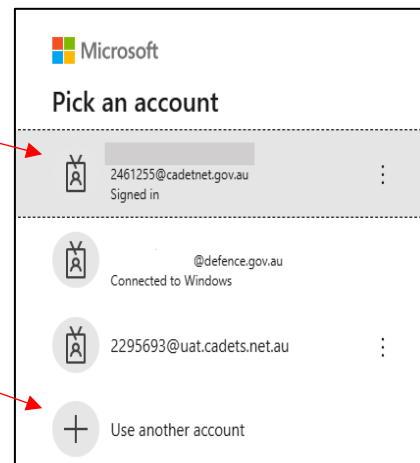 Microsoft
Pick an account
2461255@cadetnet.gov.au
Signed in
@defence.gov.au
Connected to Windows
2295693@uat.cadets.net.au
Use another account